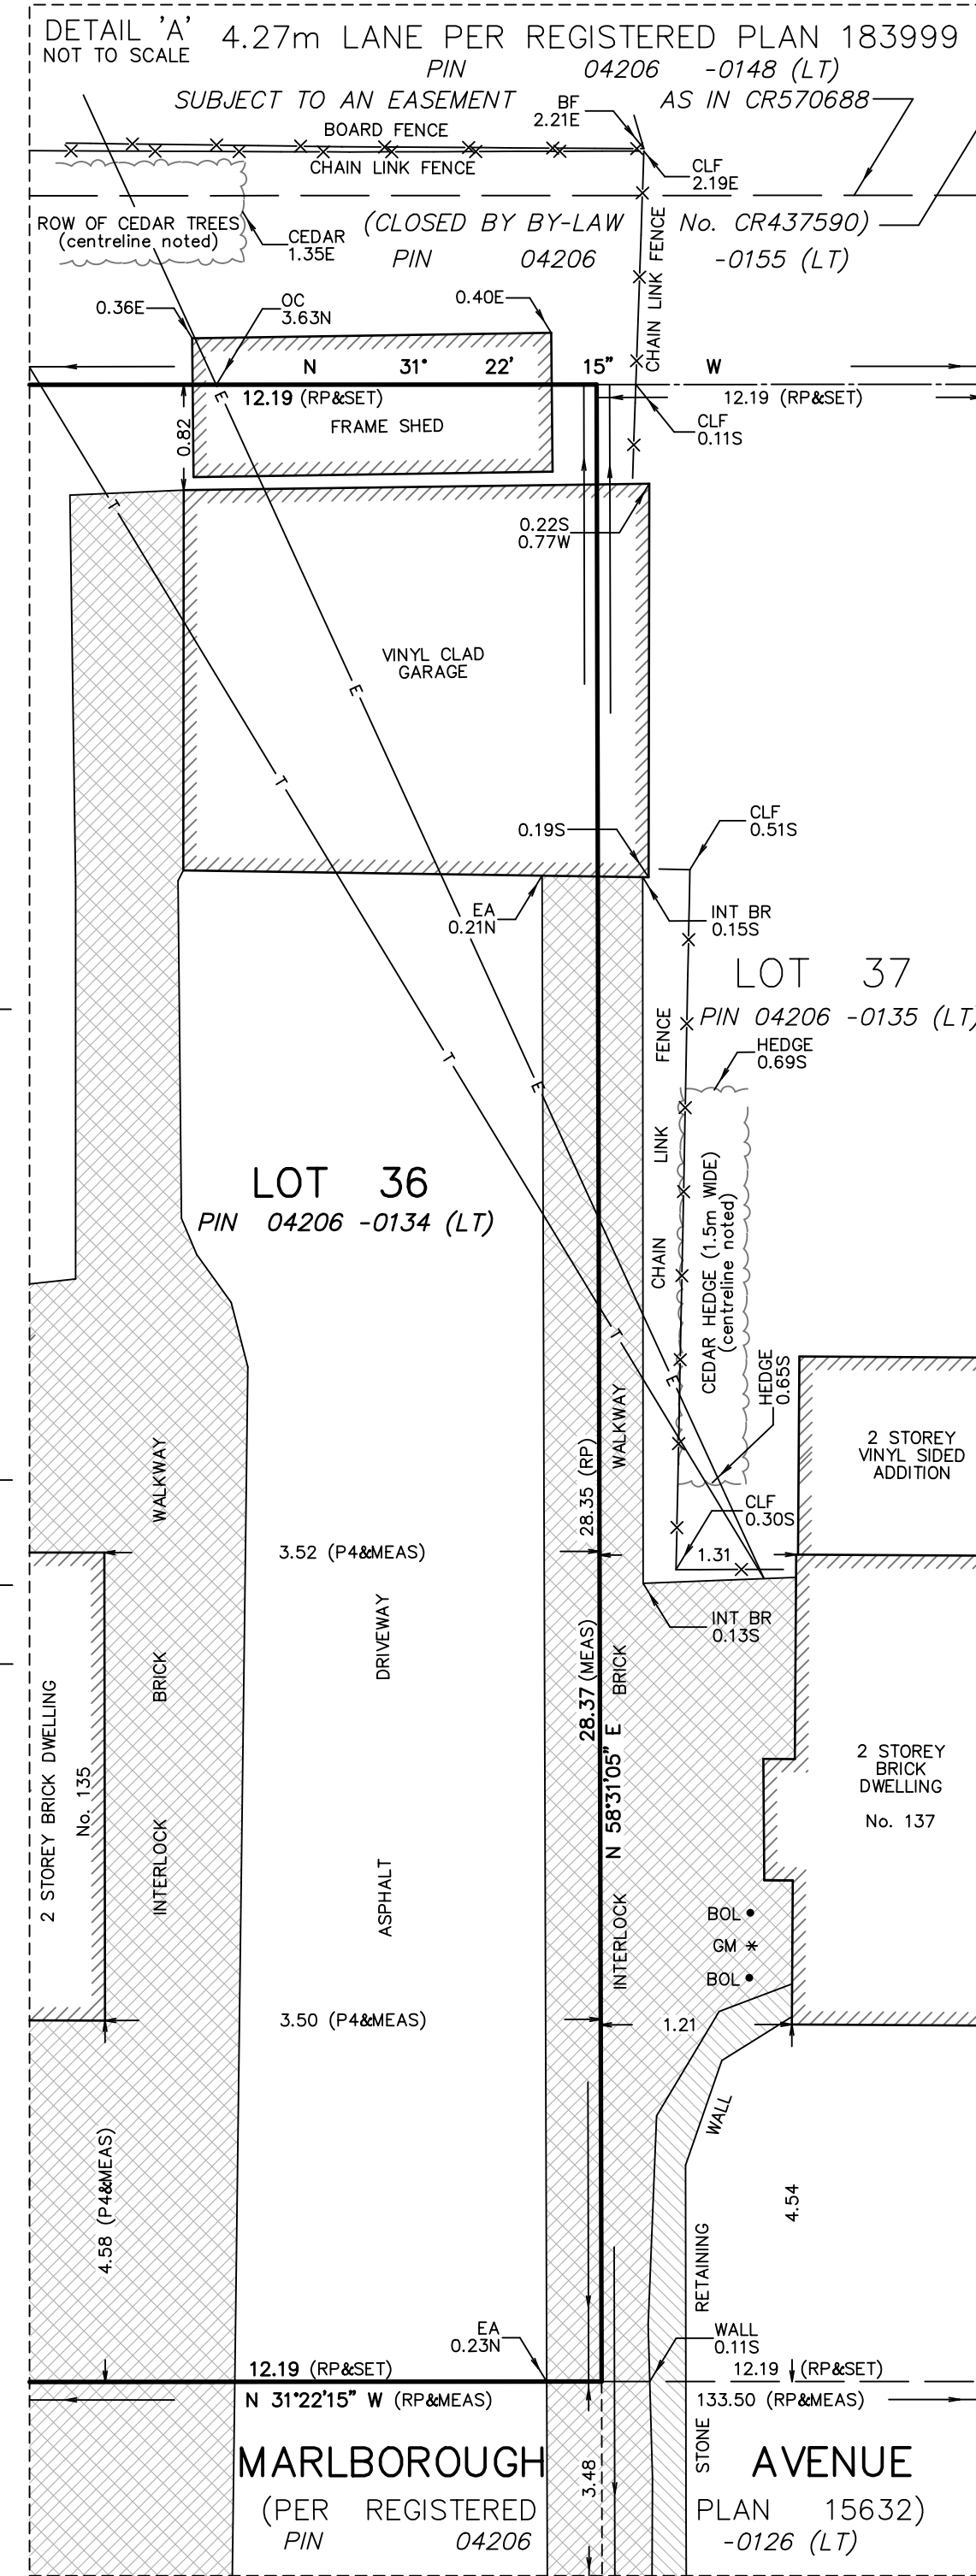 DETAIL 'A'
NOT TO SCALE
4.27m LANE PER REGISTERED PLAN 183999
PIN 04206 -0148 (LT)
SUBJECT TO AN EASEMENT AS IN CR570688
BF
2.21E
BOARD FENCE
CHAIN LINK FENCE
CLF
2.19E
ROW OF CEDAR TREES
(centreline noted)
CEDAR
1.35E
(CLOSED BY BY-LAW No. CR437590)
PIN 04206 -0155 (LT)
CHAIN LINK FENCE
0.36E
OC
3.63N
0.40E
N 31° 22' 15" W
12.19 (RP&SET)
12.19 (RP&SET)
FRAME SHED
CLF
0.11S
0.82
E
T
0.22S
0.77W
VINYL CLAD
GARAGE
E
T
0.19S
CLF
0.51S
EA
0.21N
E
INT BR
0.15S
LOT 37
PIN 04206 -0135 (LT)
T
E
CHAIN LINK FENCE
HEDGE
0.69S
CEDAR HEDGE (1.5m WIDE)
(centreline noted)
LOT 36
PIN 04206 -0134 (LT)
T
E
HEDGE
0.65S
2 STOREY
VINYL SIDED
ADDITION
CLF
0.30S
1.31
INTERLOCK BRICK WALKWAY
28.35 (RP)
28.37 (MEAS)
N 58°31'05" E
INTERLOCK BRICK WALKWAY
3.52 (P4&MEAS)
INT BR
0.13S
ASPHALT DRIVEWAY
2 STOREY BRICK DWELLING
No. 135
2 STOREY
BRICK
DWELLING
No. 137
BOL
GM
BOL
3.50 (P4&MEAS)
1.21
4.58 (P4&MEAS)
4.54
STONE RETAINING WALL
EA
0.23N
WALL
0.11S
12.19 (RP&SET)
12.19 (RP&SET)
N 31°22'15" W (RP&MEAS)
133.50 (RP&MEAS)
3.48
MARLBOROUGH AVENUE
(PER REGISTERED PLAN 15632)
PIN 04206 -0126 (LT)